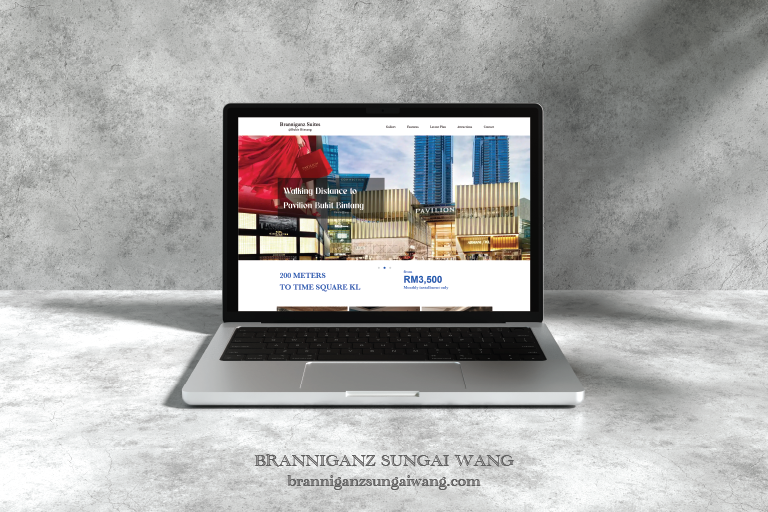 Branniganz Suites
@Bukit Bintang
Gallery Features Layout Plan Attractions Contact
Walking Distance to
Pavilion Bukit Bintang
PAVILION
200 METERS
TO TIME SQUARE KL
From
RM3,500
Monthly installment only
BRANNIGANZ SUNGAI WANG
branniganzsungaiwang.com